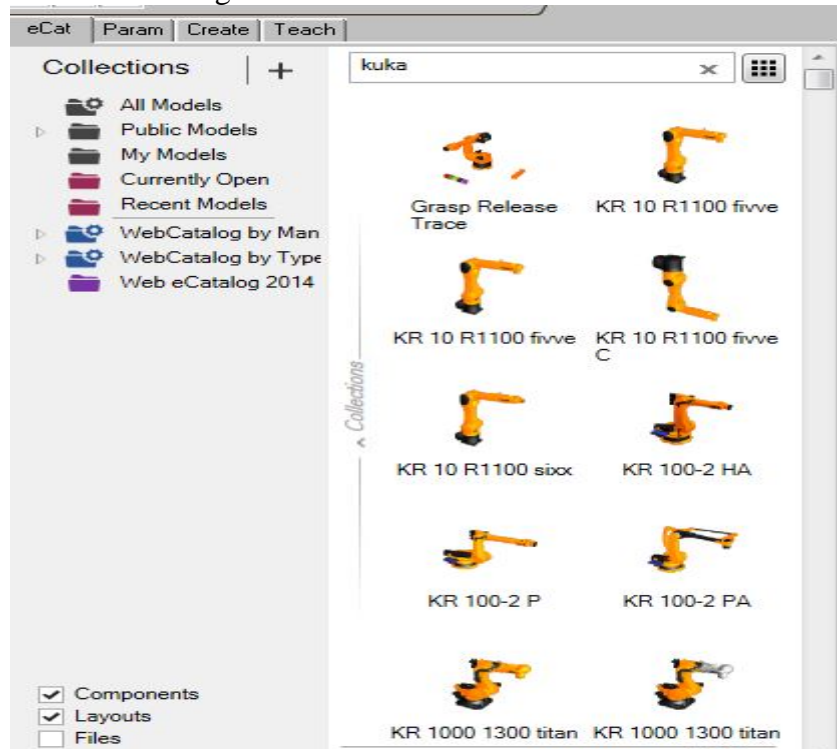 eCat Param Create Teach
Collections +
kuka
All Models
Public Models
My Models
Currently Open
Recent Models
WebCatalog by Man
WebCatalog by Type
Web eCatalog 2014
Collections
Grasp Release
Trace
KR 10 R1100 fivve
KR 10 R1100 fivve
KR 10 R1100 fivve
C
KR 10 R1100 sixx
KR 100-2 HA
KR 100-2 P
KR 100-2 PA
KR 1000 1300 titan
KR 1000 1300 titan
Components
Layouts
Files